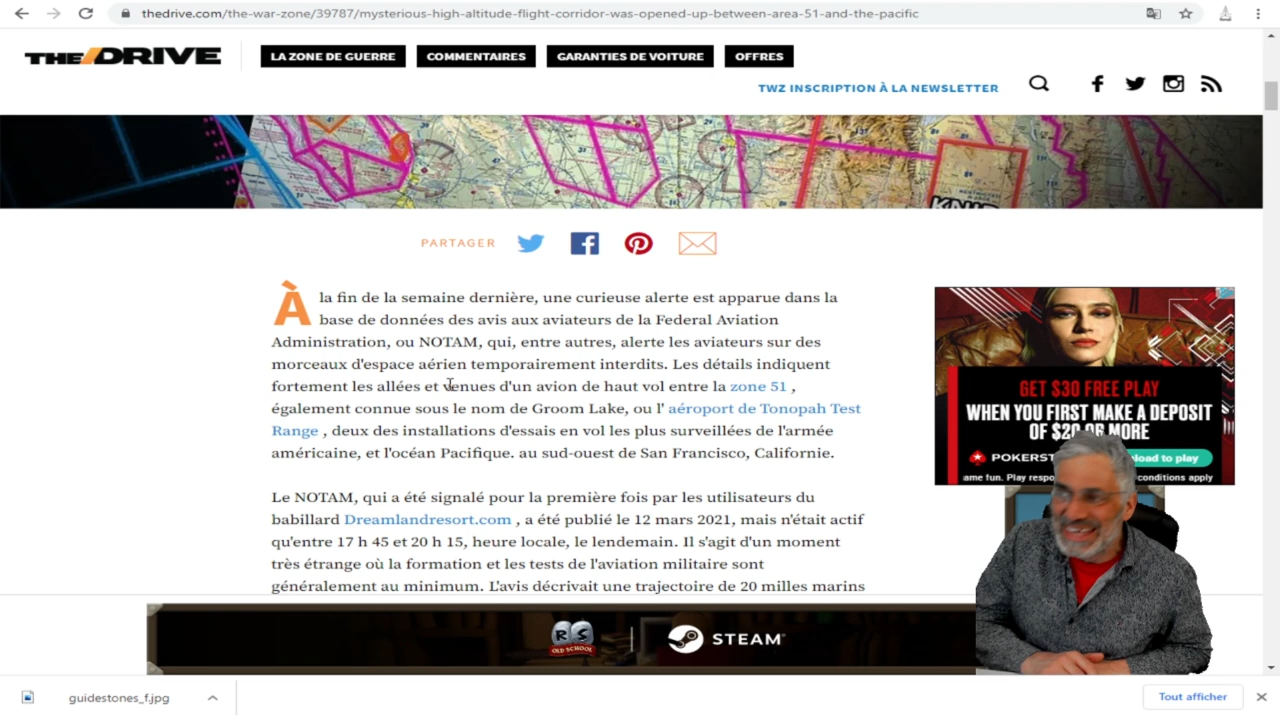 thedrive.com/the-war-zone/39787/mysterious-high-altitude-flight-corridor-was-opened-up-between-area-51-and-the-pacific
THE/DRIVE
LA ZONE DE GUERRE
COMMENTAIRES
GARANTIES DE VOITURE
OFFRES
TWZ INSCRIPTION À LA NEWSLETTER
PARTAGER
À la fin de la semaine dernière, une curieuse alerte est apparue dans la
base de données des avis aux aviateurs de la Federal Aviation
Administration, ou NOTAM, qui, entre autres, alerte les aviateurs sur des
morceaux d'espace aérien temporairement interdits. Les détails indiquent
fortement les allées et venues d'un avion de haut vol entre la zone 51 ,
également connue sous le nom de Groom Lake, ou l' aéroport de Tonopah Test
Range , deux des installations d'essais en vol les plus surveillées de l'armée
américaine, et l'océan Pacifique. au sud-ouest de San Francisco, Californie.
Le NOTAM, qui a été signalé pour la première fois par les utilisateurs du
babillard Dreamlandresort.com , a été publié le 12 mars 2021, mais n'était actif
qu'entre 17 h 45 et 20 h 15, heure locale, le lendemain. Il s'agit d'un moment
très étrange où la formation et les tests de l'aviation militaire sont
généralement au minimum. L'avis décrivait une trajectoire de 20 milles marins
GET $30 FREE PLAY
WHEN YOU FIRST MAKE A DEPOSIT
OF $20 OR MORE
POKERST
load to play
ame fun. Play respo
conditions apply
RS
OLD SCHOOL
STEAM
guidestones_f.jpg
Tout afficher